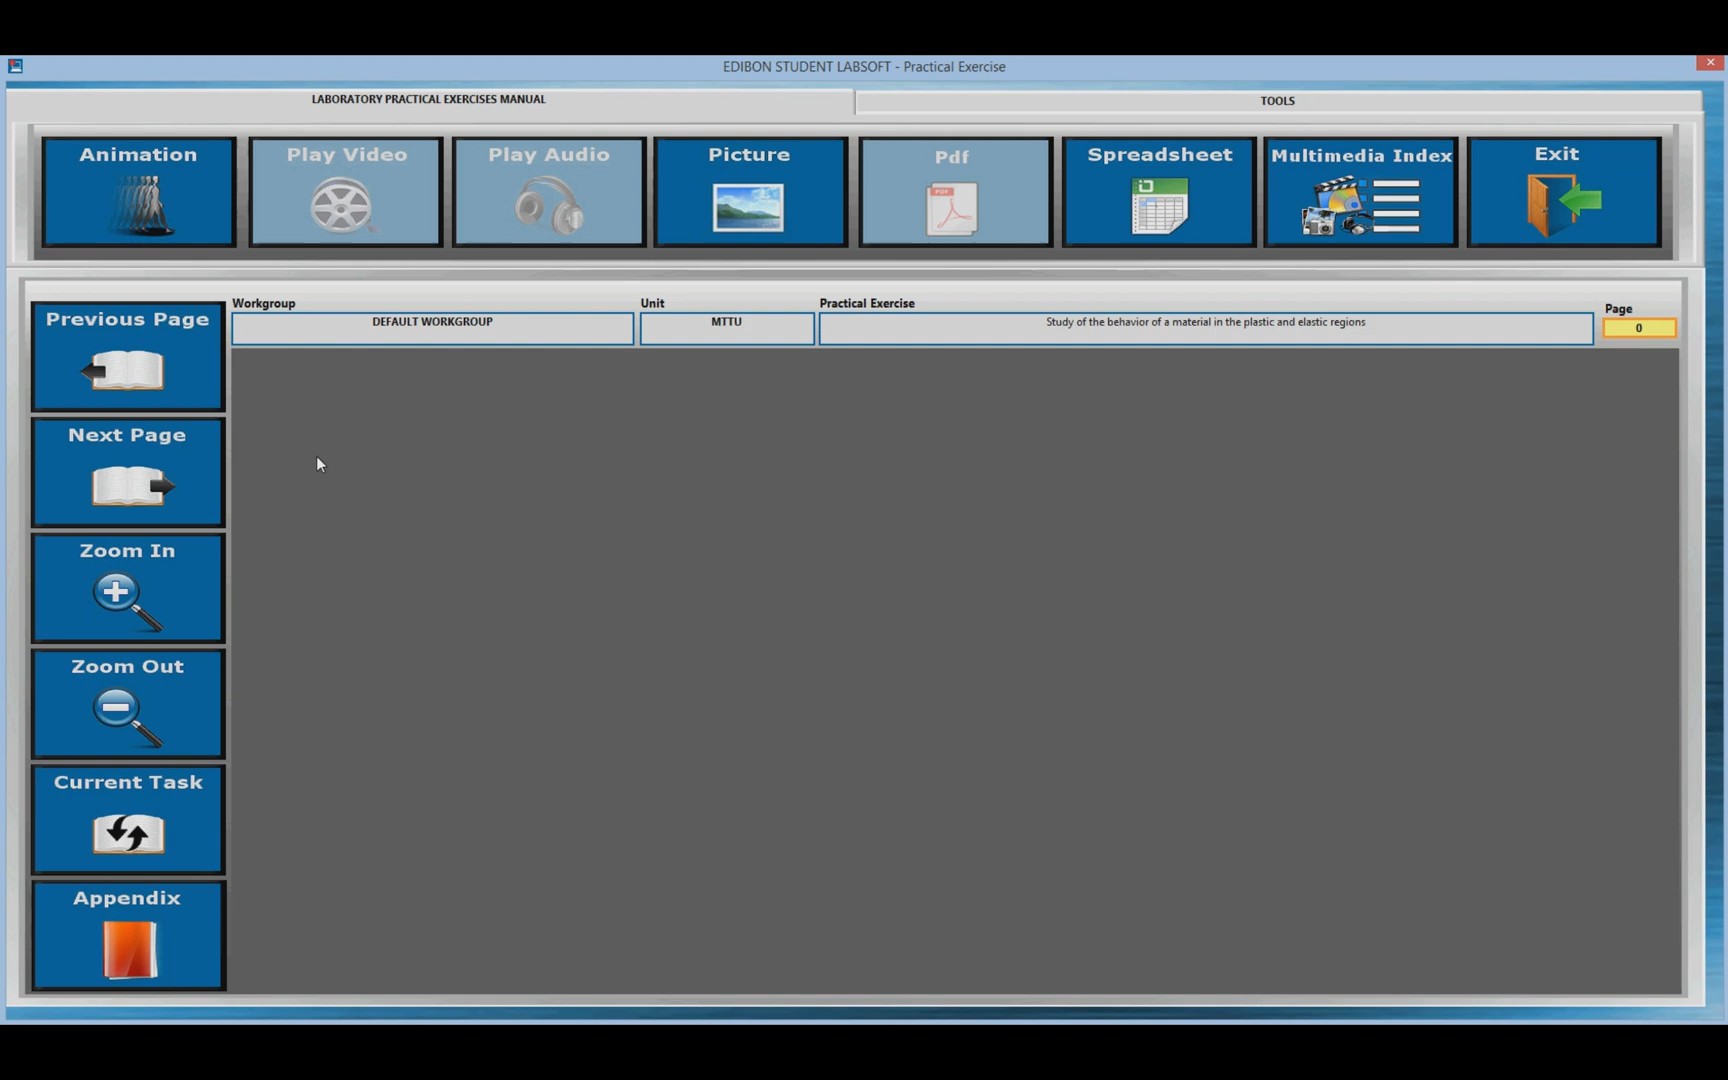 EDIBON STUDENT LABSOFT - Practical Exercise
LABORATORY PRACTICAL EXERCISES MANUAL
TOOLS
Animation
Play Video
Play Audio
Picture
Pdf
PDF
Spreadsheet
Multimedia Index
Exit
Previous Page
Next Page
Zoom In
Zoom Out
Current Task
Appendix
Workgroup
DEFAULT WORKGROUP
Unit
MTTU
Practical Exercise
Study of the behavior of a material in the plastic and elastic regions
Page
0